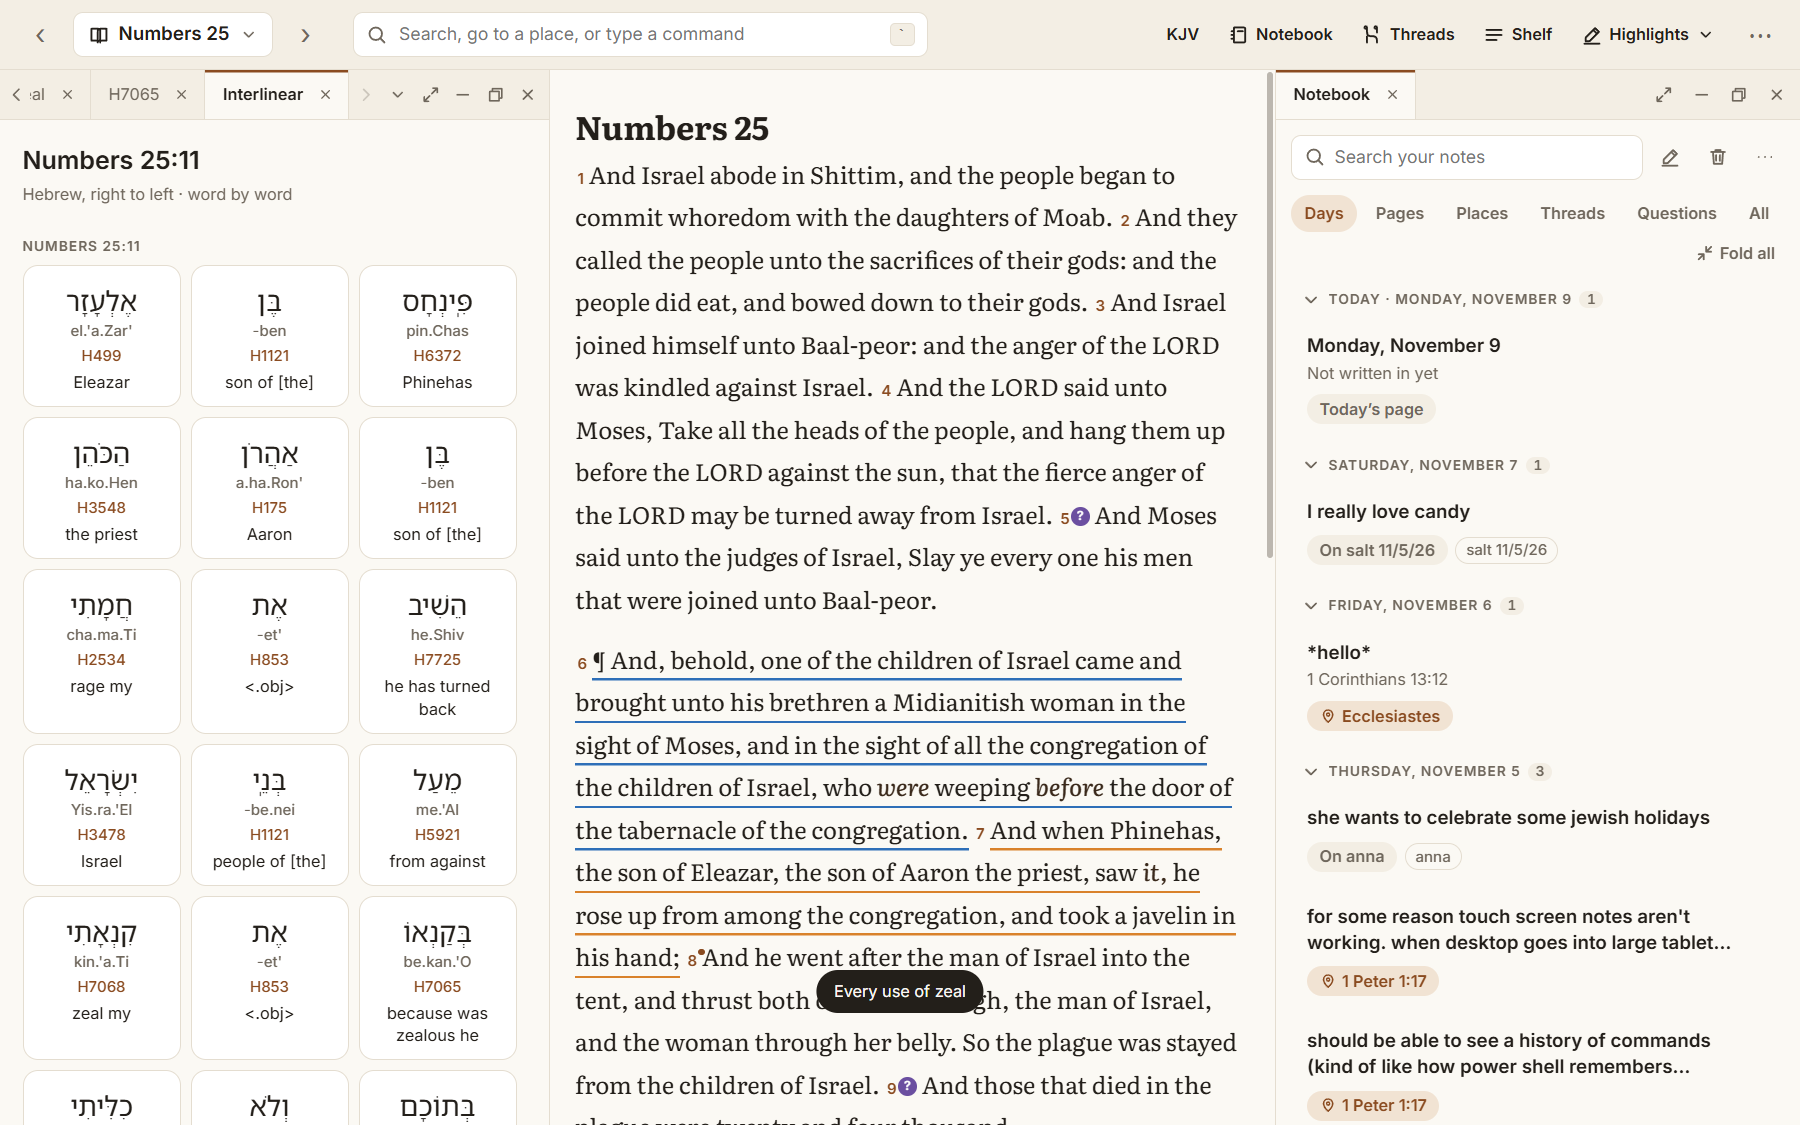 Numbers 25
Search, go to a place, or type a command
`
KJV
Notebook
Threads
Shelf
Highlights
eal
H7065
Interlinear
Numbers 25:11
Hebrew, right to left · word by word
NUMBERS 25:11
פִּֽינְחָס
pin.Chas
H6372
Phinehas
בֶּן
-ben
H1121
son of [the]
אֶלְעָזָר
el.'a.Zar'
H499
Eleazar
בֶּן
-ben
H1121
son of [the]
אַהֲרֹן
a.ha.Ron'
H175
Aaron
הַכֹּהֵן
ha.ko.Hen
H3548
the priest
הֵשִׁיב
he.Shiv
H7725
he has turned
back
אֶת
-et'
H853
<.obj>
חֲמָתִי
cha.ma.Ti
H2534
rage my
מֵעַל
me.'Al
H5921
from against
בְּנֵֽי
-be.nei
H1121
people of [the]
יִשְׂרָאֵל
Yis.ra.'El
H3478
Israel
בְּקַנְאוֹ
be.kan.'O
H7065
because was
zealous he
אֶת
-et'
H853
<.obj>
קִנְאָתִי
kin.'a.Ti
H7068
zeal my
בְּתוֹכָם
וְלֹא
כִלִּיתִי
Numbers 25
1 And Israel abode in Shittim, and the people began to
commit whoredom with the daughters of Moab. 2 And they
called the people unto the sacrifices of their gods: and the
people did eat, and bowed down to their gods. 3 And Israel
joined himself unto Baal-peor: and the anger of the LORD
was kindled against Israel. 4 And the LORD said unto
Moses, Take all the heads of the people, and hang them up
before the LORD against the sun, that the fierce anger of
the LORD may be turned away from Israel. 5 ? And Moses
said unto the judges of Israel, Slay ye every one his men
that were joined unto Baal-peor.
6 ¶ And, behold, one of the children of Israel came and
brought unto his brethren a Midianitish woman in the
sight of Moses, and in the sight of all the congregation of
the children of Israel, who were weeping before the door of
the tabernacle of the congregation. 7 And when Phinehas,
the son of Eleazar, the son of Aaron the priest, saw it, he
rose up from among the congregation, and took a javelin in
his hand; 8 And he went after the man of Israel into the
tent, and thrust both gh, the man of Israel,
Every use of zeal
and the woman through her belly. So the plague was stayed
from the children of Israel. 9 ? And those that died in the
plague were twenty and four thousand.
Notebook
Search your notes
Days
Pages
Places
Threads
Questions
All
Fold all
TODAY · MONDAY, NOVEMBER 9 1
Monday, November 9
Not written in yet
Today’s page
SATURDAY, NOVEMBER 7 1
I really love candy
On salt 11/5/26
salt 11/5/26
FRIDAY, NOVEMBER 6 1
*hello*
1 Corinthians 13:12
Ecclesiastes
THURSDAY, NOVEMBER 5 3
she wants to celebrate some jewish holidays
On anna
anna
for some reason touch screen notes aren't
working. when desktop goes into large tablet...
1 Peter 1:17
should be able to see a history of commands
(kind of like how power shell remembers...
1 Peter 1:17